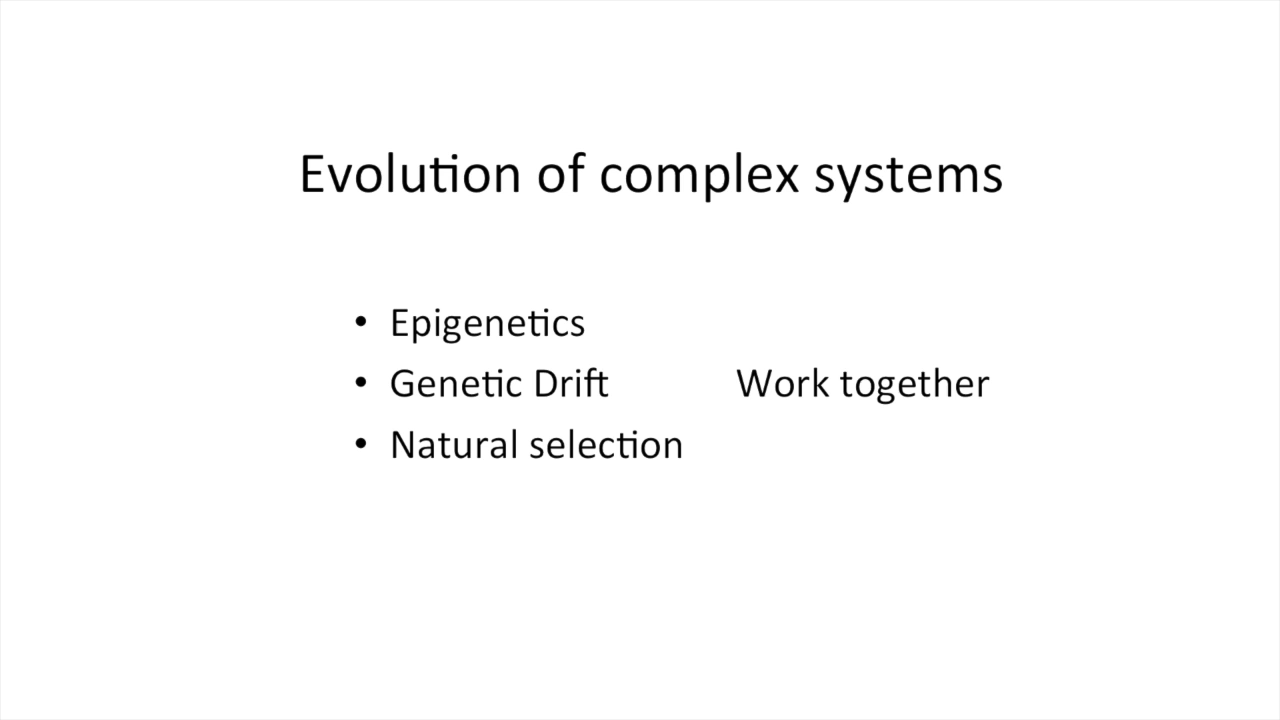 Evolution of complex systems
• Epigenetics
• Genetic Drift Work together
• Natural selection